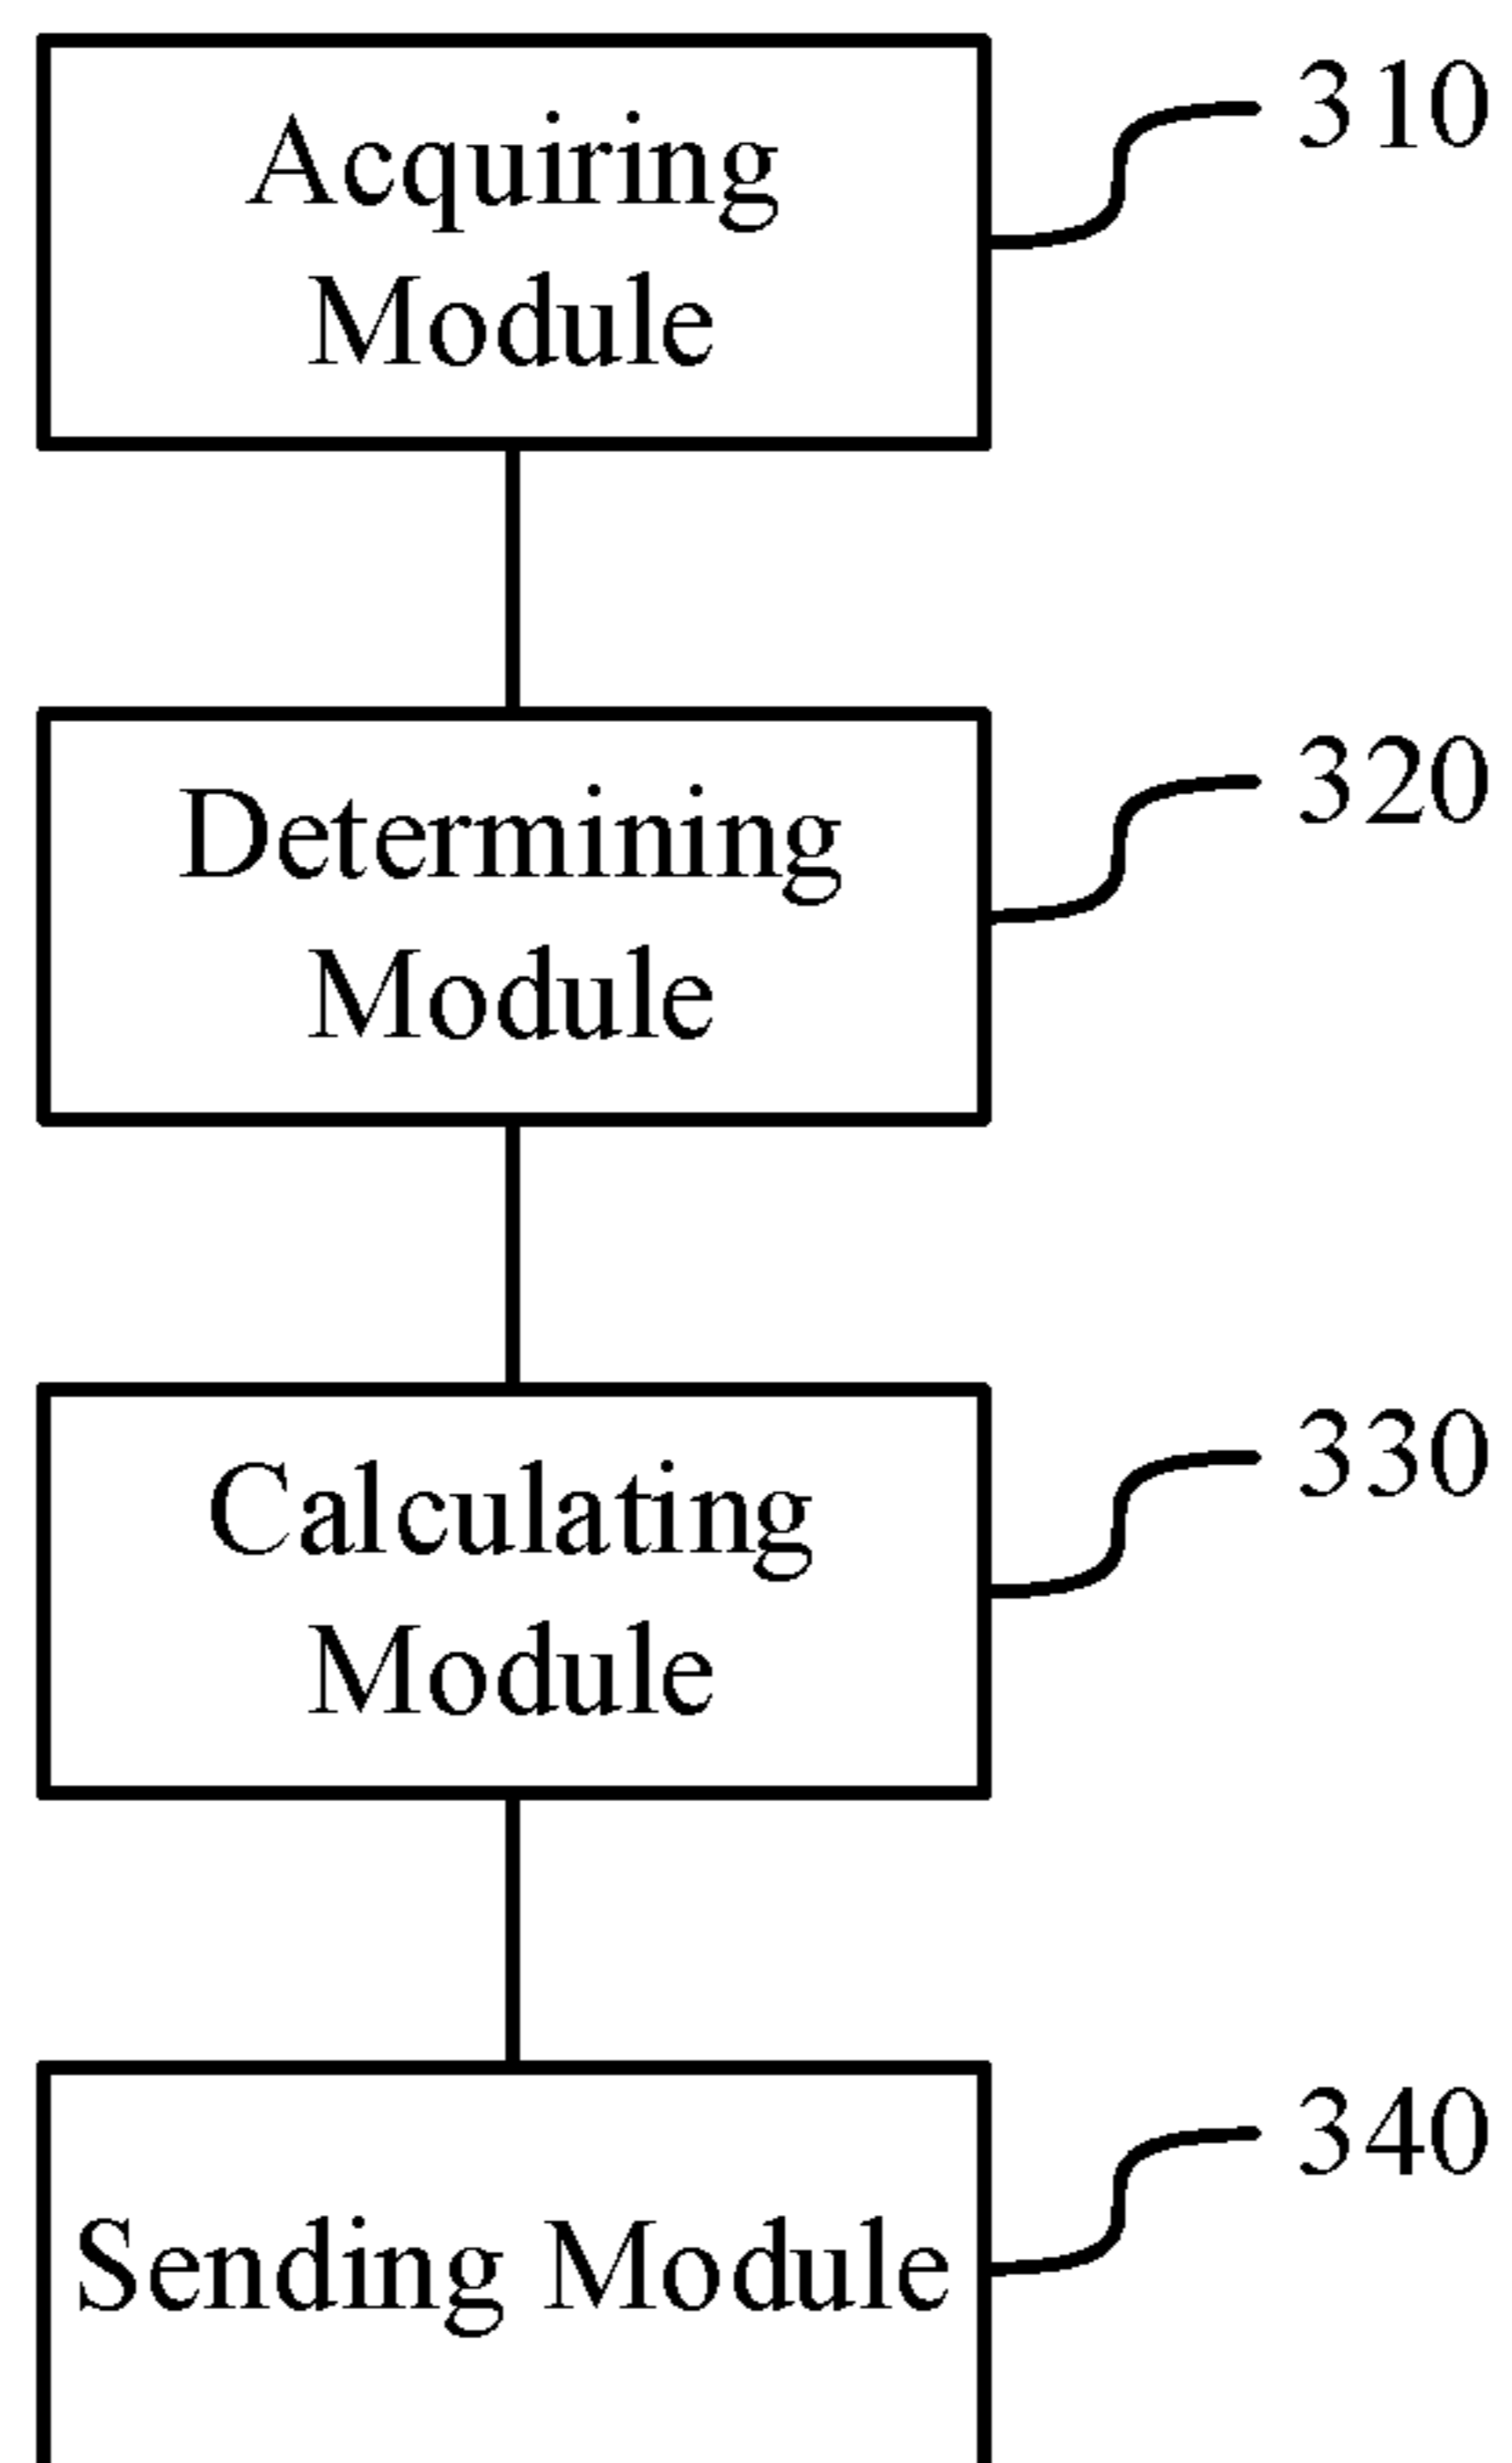 Acquiring
Module
310
Determining
Module
320
Calculating
Module
330
Sending Module
340